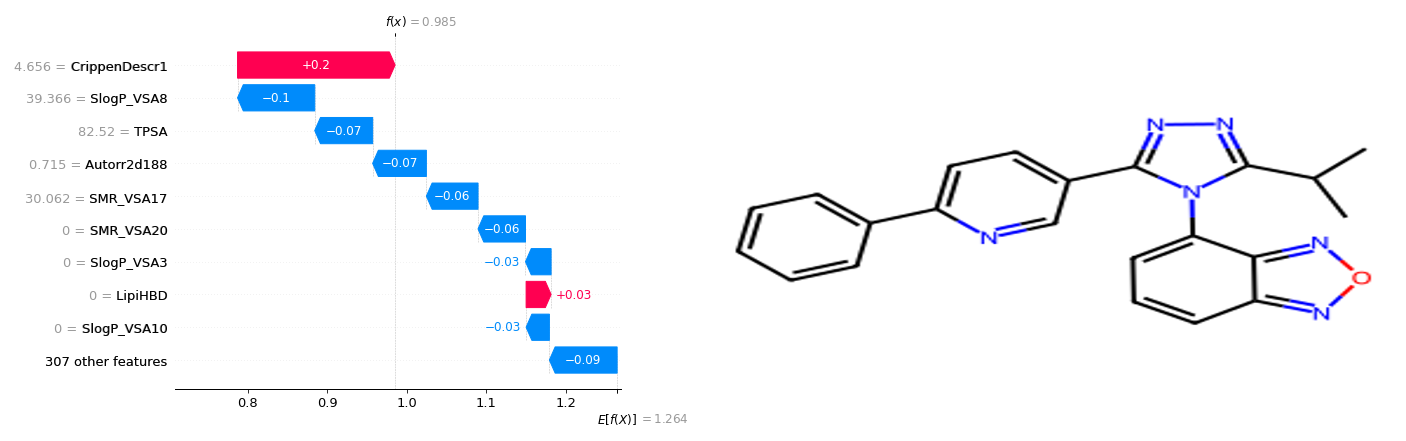 f(x) = 0.985
4.656 = CrippenDescr1
+0.2
39.366 = SlogP_VSA8
−0.1
82.52 = TPSA
−0.07
0.715 = Autorr2d188
−0.07
30.062 = SMR_VSA17
−0.06
0 = SMR_VSA20
−0.06
0 = SlogP_VSA3
−0.03
0 = LipiHBD
+0.03
0 = SlogP_VSA10
−0.03
307 other features
−0.09
0.8 0.9 1.0 1.1 1.2
E[f(X)] = 1.264
N N
N
N
N
O
N